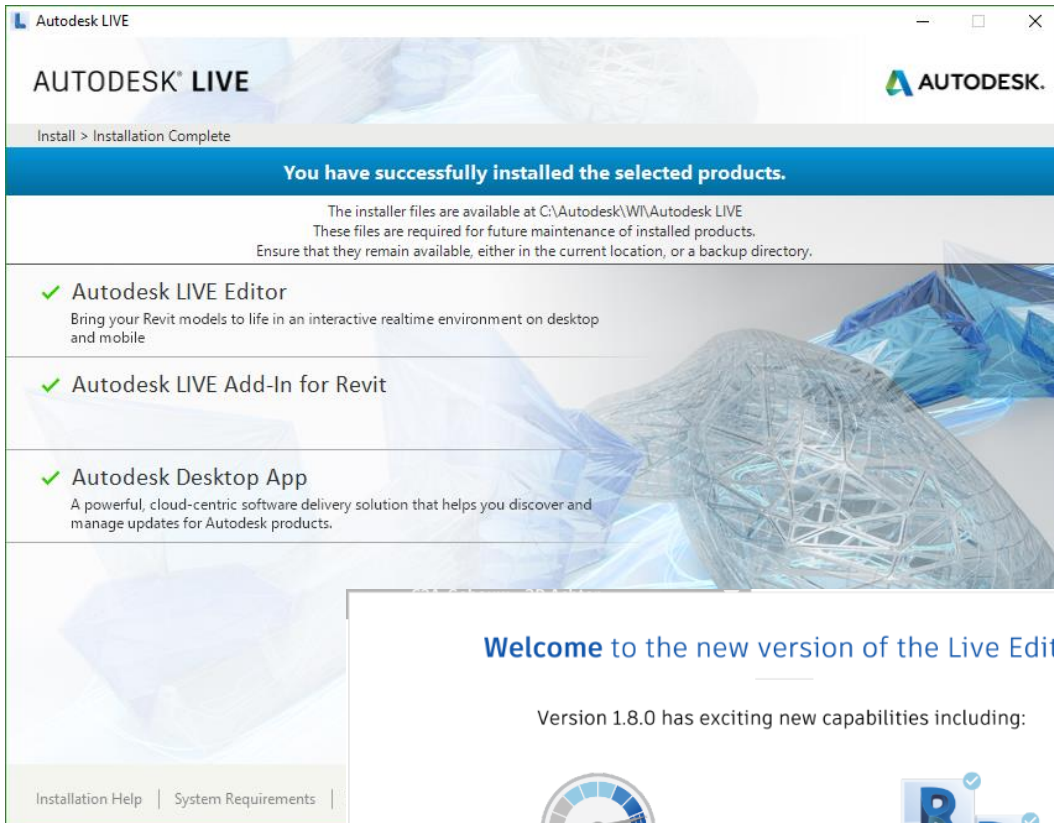 Autodesk LIVE
AUTODESK® LIVE
AUTODESK.
Install > Installation Complete
You have successfully installed the selected products.
The installer files are available at C:\Autodesk\WI\Autodesk LIVE
These files are required for future maintenance of installed products.
Ensure that they remain available, either in the current location, or a backup directory.
Autodesk LIVE Editor
Bring your Revit models to life in an interactive realtime environment on desktop
and mobile
Autodesk LIVE Add-In for Revit
Autodesk Desktop App
A powerful, cloud-centric software delivery solution that helps you discover and
manage updates for Autodesk products.
Welcome to the new version of the Live Edit
Version 1.8.0 has exciting new capabilities including:
Installation Help | System Requirements |
R